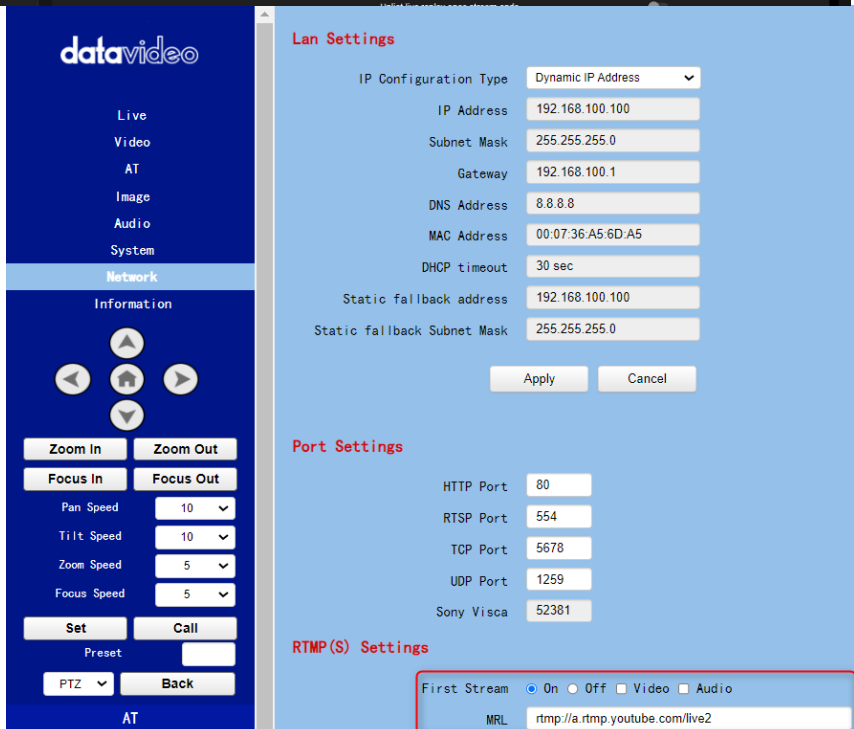 Unlist live replay once stream ends
datavideo
Live
Video
AT
Image
Audio
System
Network
Information
Zoom In Zoom Out
Focus In Focus Out
Pan Speed 10
Tilt Speed 10
Zoom Speed 5
Focus Speed 5
Set Call
Preset
PTZ Back
AT
Lan Settings
IP Configuration Type Dynamic IP Address
IP Address 192.168.100.100
Subnet Mask 255.255.255.0
Gateway 192.168.100.1
DNS Address 8.8.8.8
MAC Address 00:07:36:A5:6D:A5
DHCP timeout 30 sec
Static fallback address 192.168.100.100
Static fallback Subnet Mask 255.255.255.0
Apply Cancel
Port Settings
HTTP Port 80
RTSP Port 554
TCP Port 5678
UDP Port 1259
Sony Visca 52381
RTMP(S) Settings
First Stream On Off Video Audio
MRL rtmp://a.rtmp.youtube.com/live2